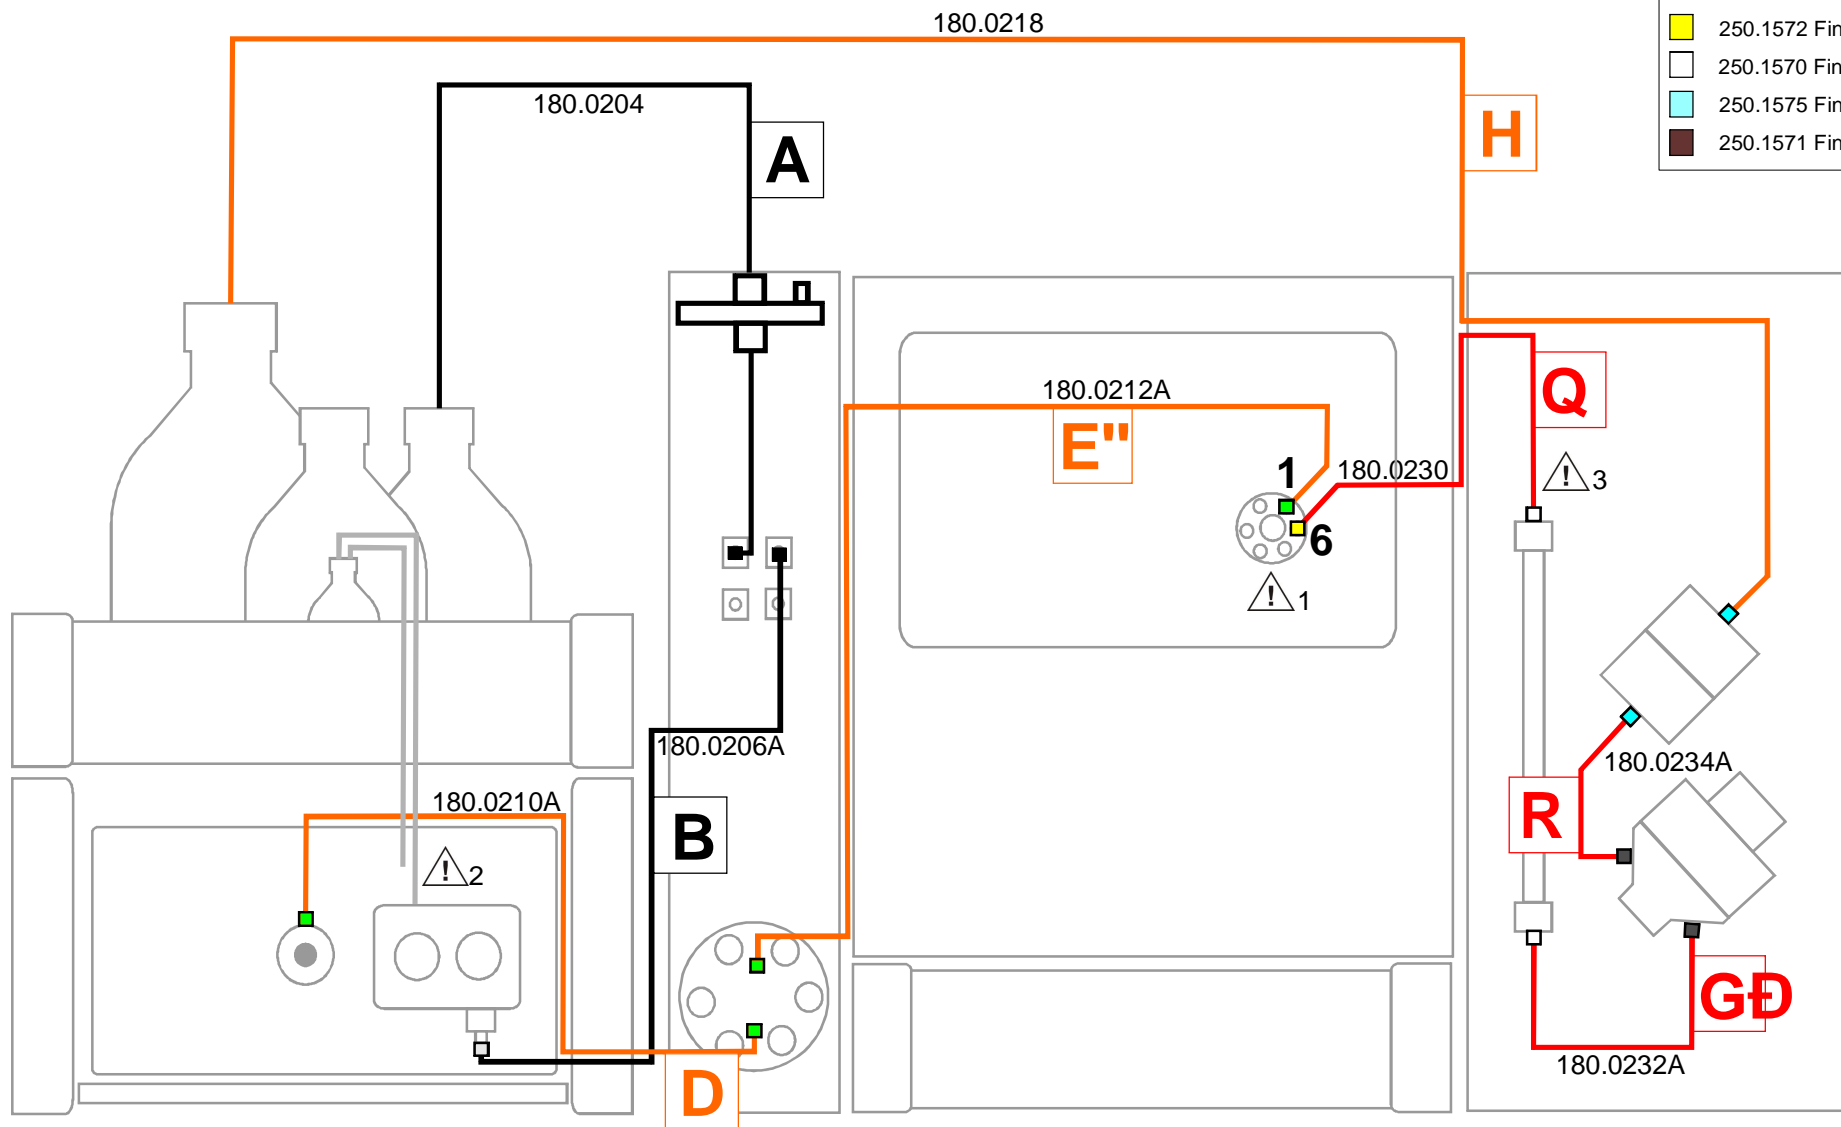 180.0218
250.1572 Fin
250.1570 Fin
250.1575 Fin
250.1571 Fin
180.0204
A
H
180.0212A
E"
Q
1
180.0230
3
6
1
180.0206A
180.0234A
180.0210A
B
R
2
GĐ
180.0232A
D